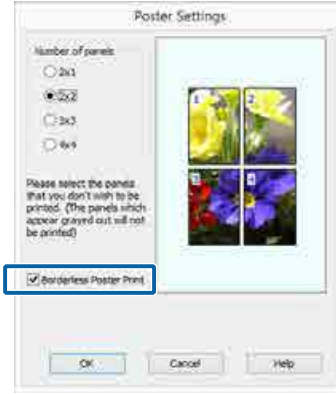 Poster Settings
Number of panels
2x1
2x2
3x3
4x4
1
2
3
4
Please select the panels
that you don't wish to be
printed. (The panels which
appear grayed out will not
be printed)
Borderless Poster Print
OK
Cancel
Help